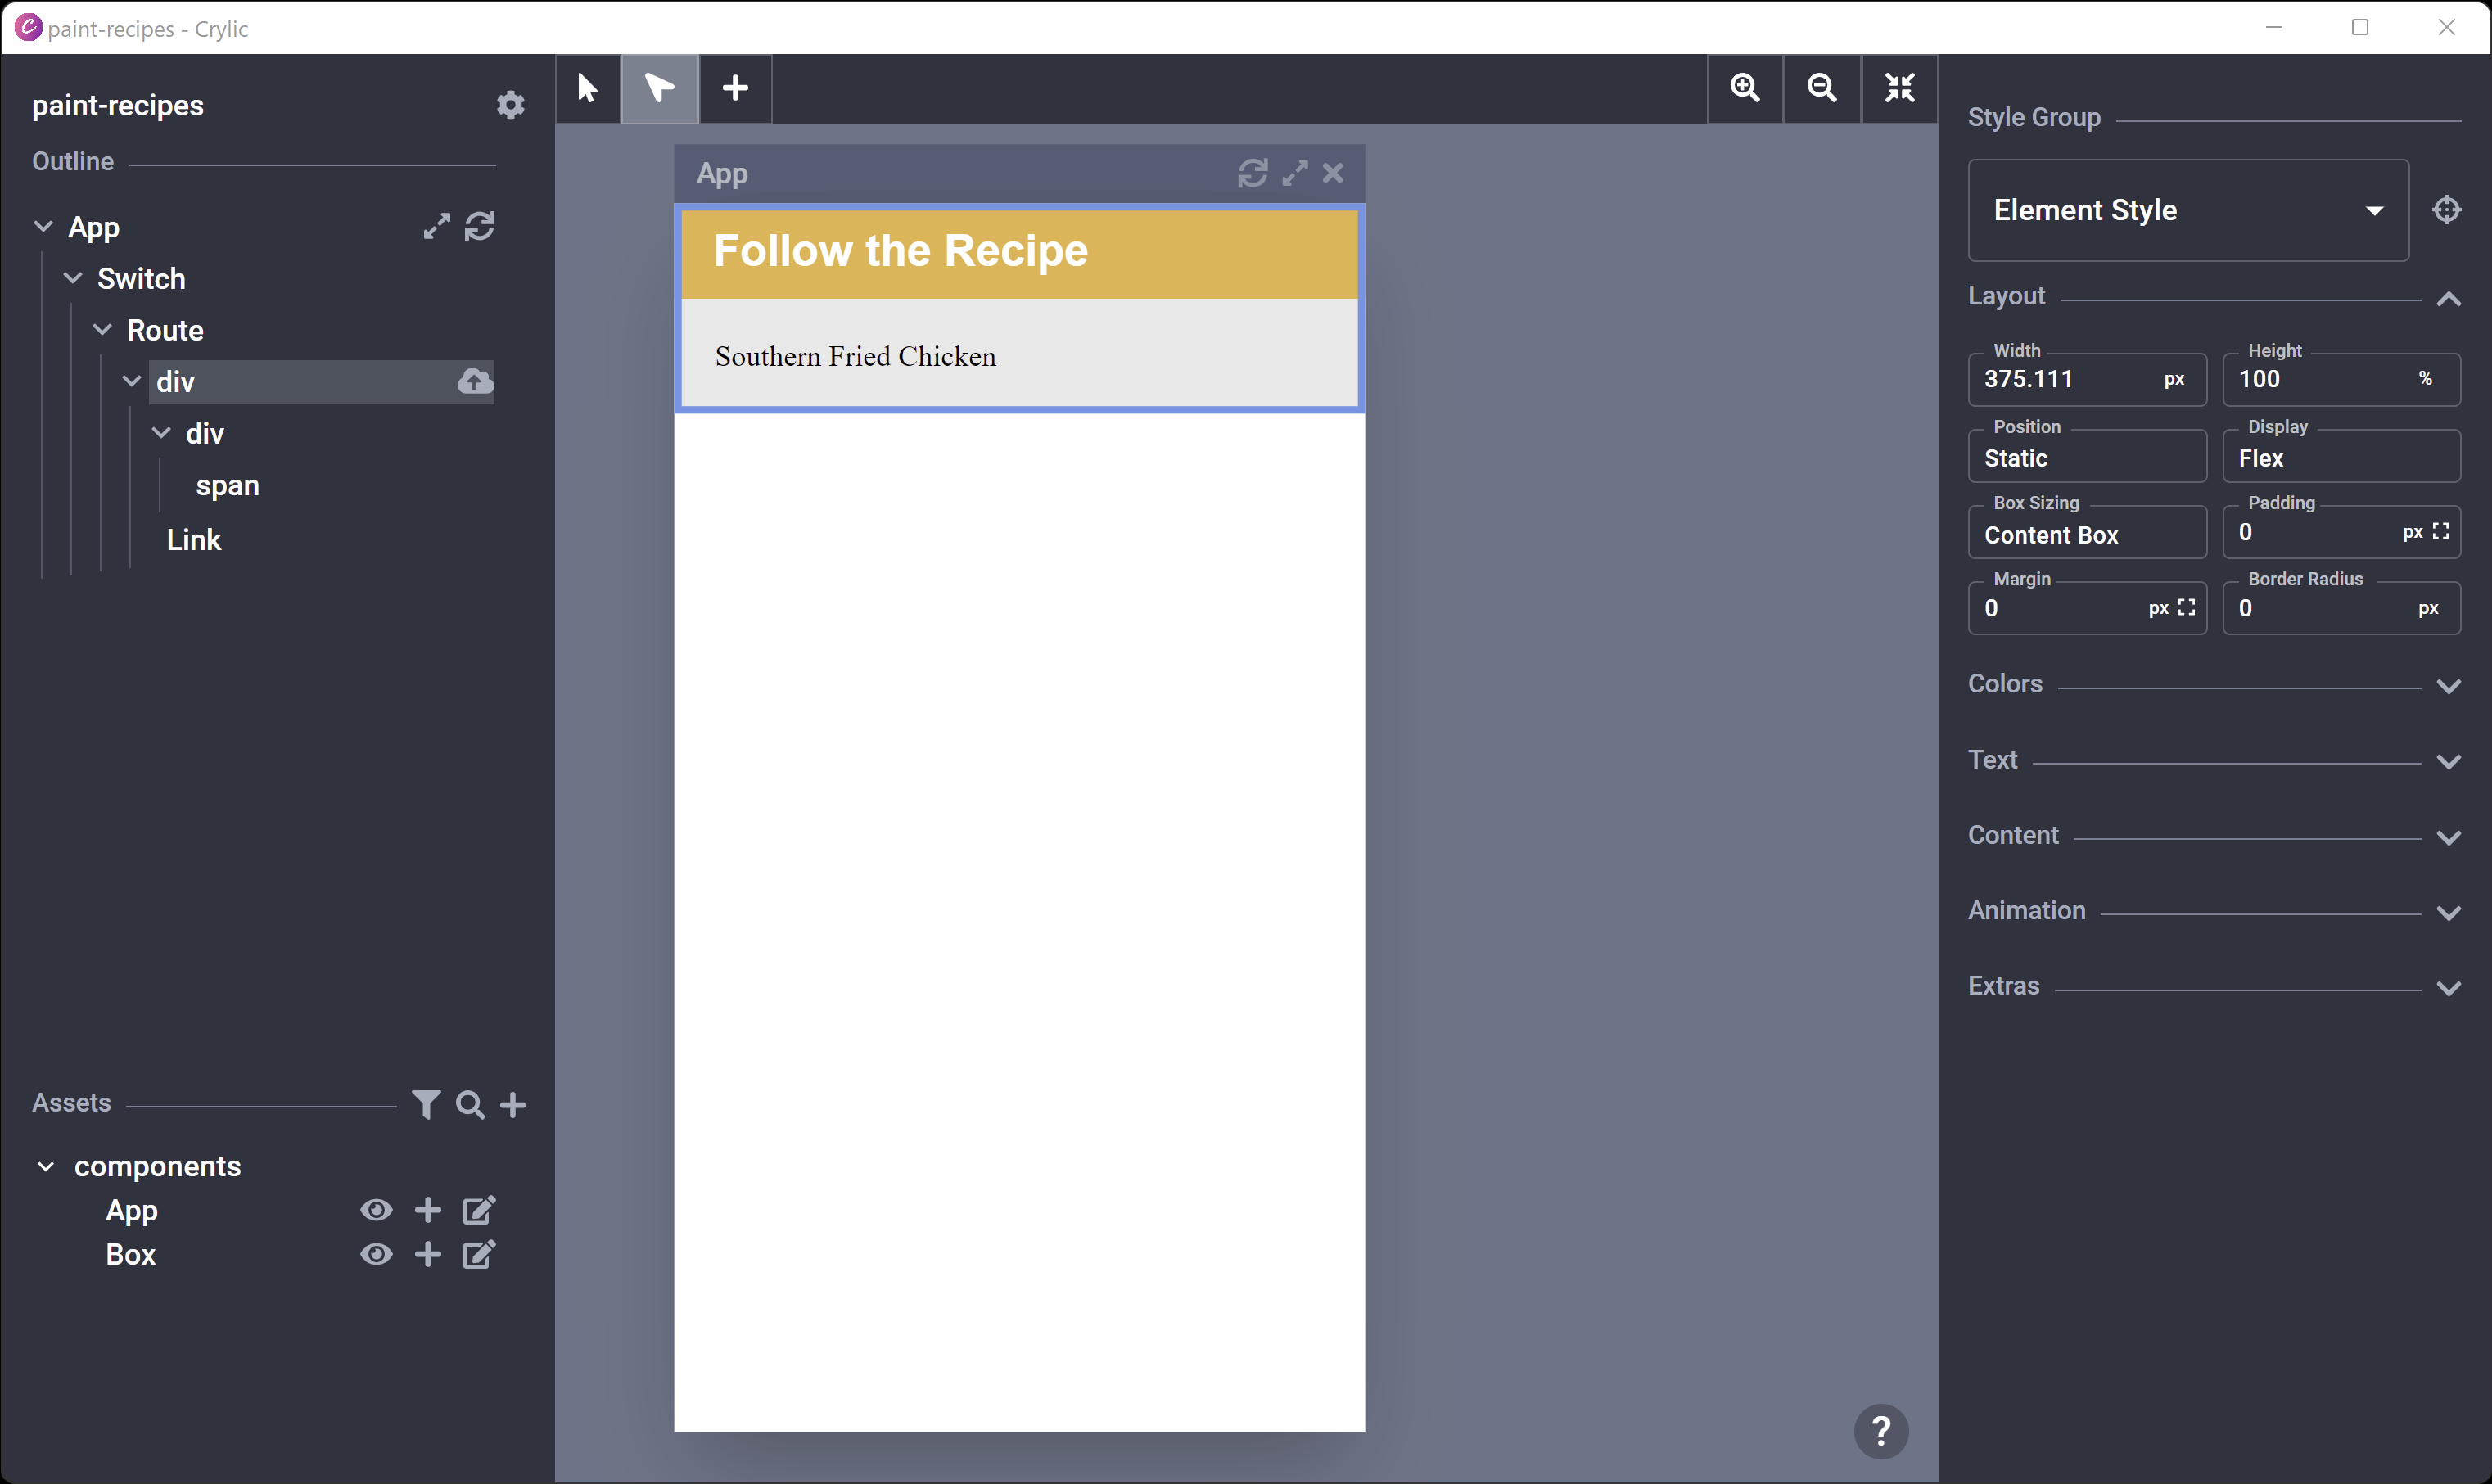 paint-recipes - Crylic
paint-recipes
Outline
App
Switch
Route
div
div
span
Link
Assets
components
App
Box
App
Follow the Recipe
Southern Fried Chicken
?
Style Group
Element Style
Layout
Width
375.111 px
Height
100 %
Position
Static
Display
Flex
Box Sizing
Content Box
Padding
0 px
Margin
0 px
Border Radius
0 px
Colors
Text
Content
Animation
Extras